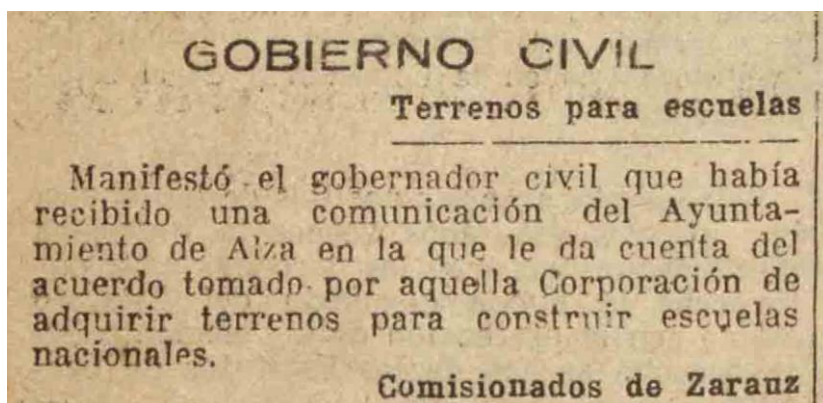 GOBIERNO CIVIL
Terrenos para escuelas
Manifestó el gobernador civil que había
recibido una comunicación del Ayunta-
miento de Alza en la que le da cuenta del
acuerdo tomado por aquella Corporación de
adquirir terrenos para construir escuelas
nacionales.
Comisionados de Zarauz